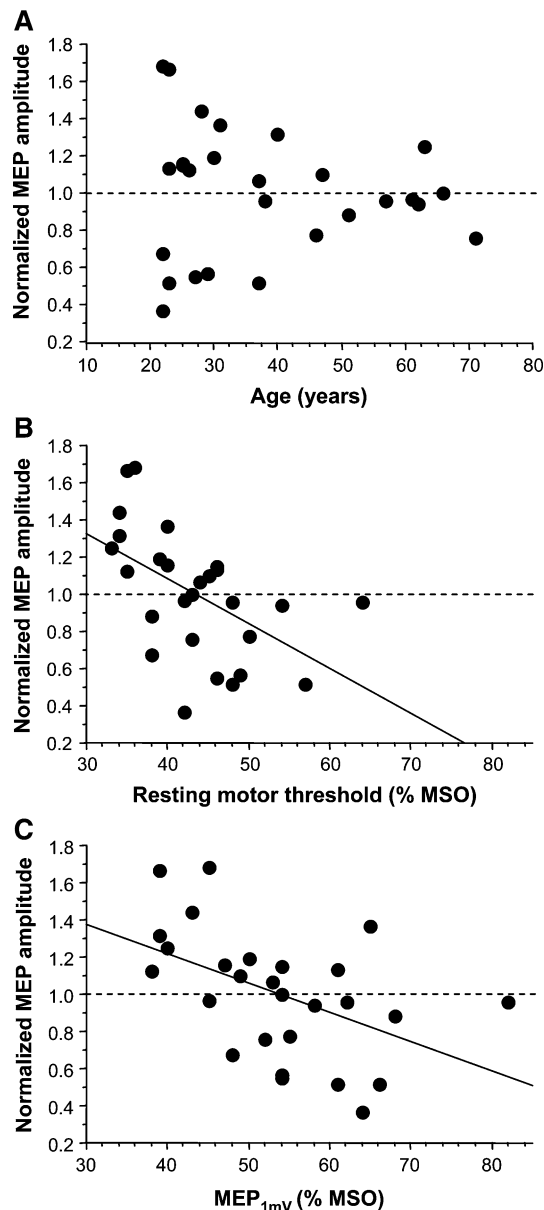 A
Normalized MEP amplitude
1.8
1.6
1.4
1.2
1.0
0.8
0.6
0.4
0.2
10 20 30 40 50 60 70 80
Age (years)
B
Normalized MEP amplitude
1.8
1.6
1.4
1.2
1.0
0.8
0.6
0.4
0.2
30 40 50 60 70 80
Resting motor threshold (% MSO)
C
Normalized MEP amplitude
1.8
1.6
1.4
1.2
1.0
0.8
0.6
0.4
0.2
30 40 50 60 70 80
MEP1mV (% MSO)